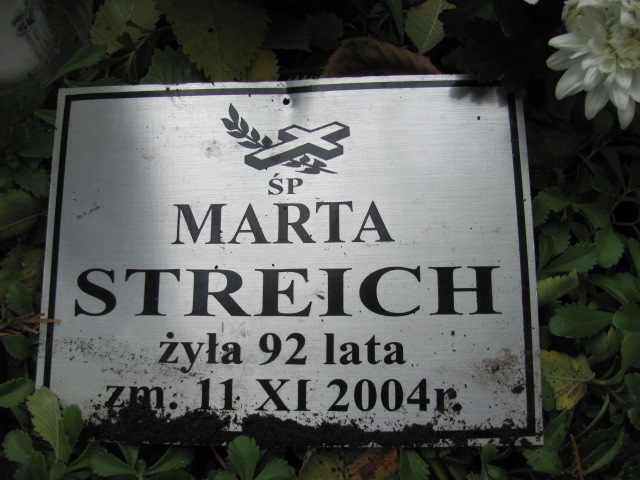 ŚP
MARTA
STREICH
żyła 92 lata
zm. 11 XI 2004r.